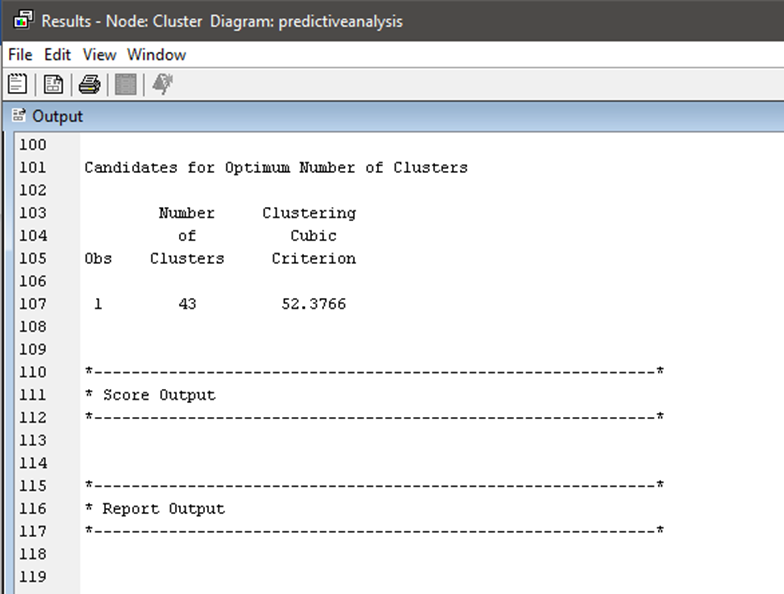 Results - Node: Cluster Diagram: predictiveanalysis
File Edit View Window
Output
100
101 Candidates for Optimum Number of Clusters
102
103 Number Clustering
104 of Cubic
105 Obs Clusters Criterion
106
107 1 43 52.3766
108
109
110 *------------------------------------------------------------*
111 * Score Output
112 *------------------------------------------------------------*
113
114
115 *------------------------------------------------------------*
116 * Report Output
117 *------------------------------------------------------------*
118
119